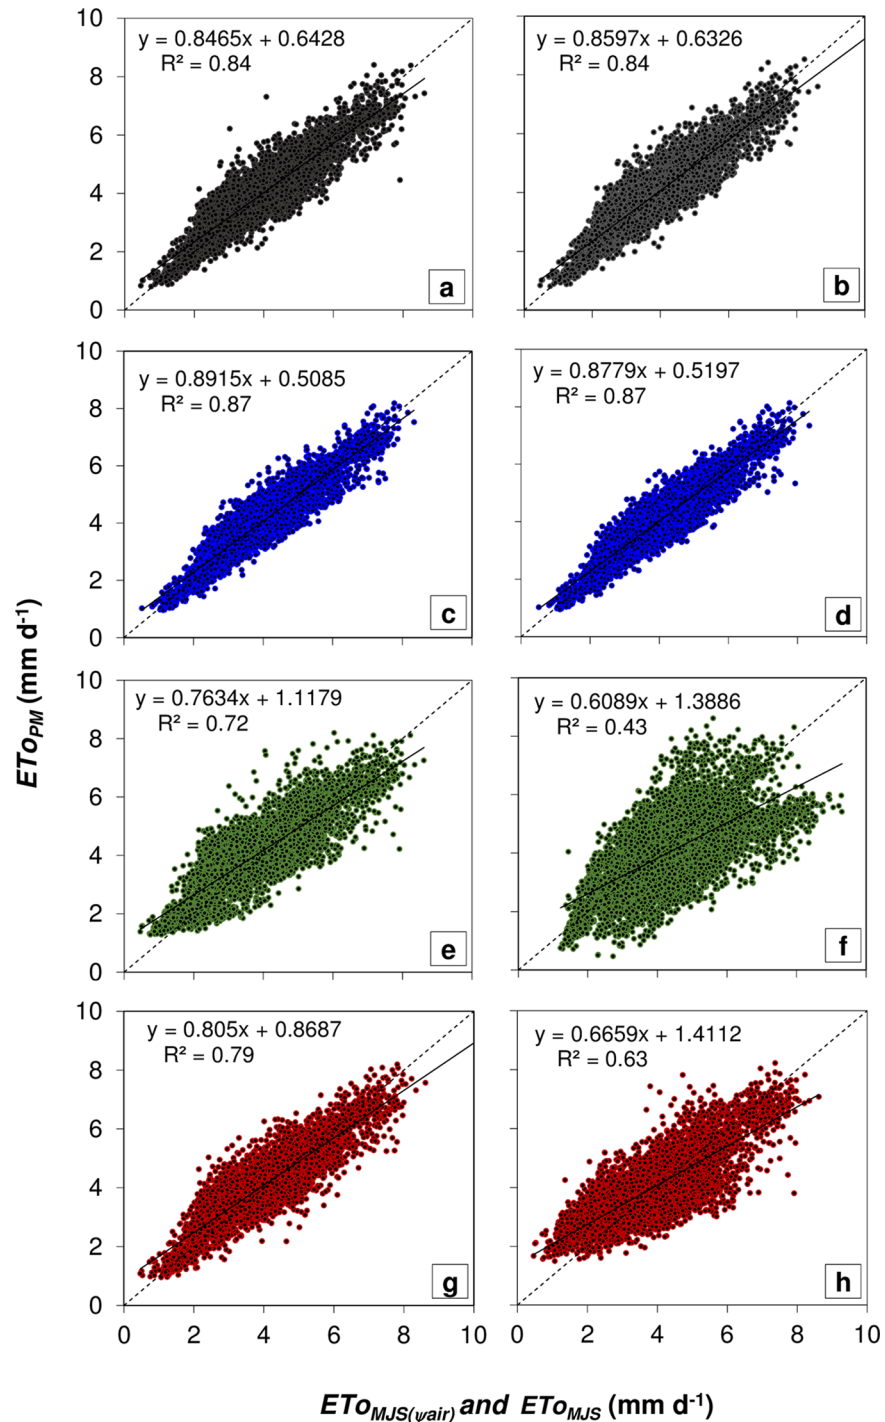 y = 0.8465x + 0.6428
R² = 0.84
10
8
6
4
2
0
a
y = 0.8597x + 0.6326
R² = 0.84
b
y = 0.8915x + 0.5085
R² = 0.87
10
8
6
4
2
0
c
y = 0.8779x + 0.5197
R² = 0.87
d
y = 0.7634x + 1.1179
R² = 0.72
10
8
6
4
2
0
e
y = 0.6089x + 1.3886
R² = 0.43
f
y = 0.805x + 0.8687
R² = 0.79
10
8
6
4
2
0
g
y = 0.6659x + 1.4112
R² = 0.63
h
0 2 4 6 8 10
0 2 4 6 8 10
EToPM (mm d-1)
EToMJS(ψair) and EToMJS (mm d-1)